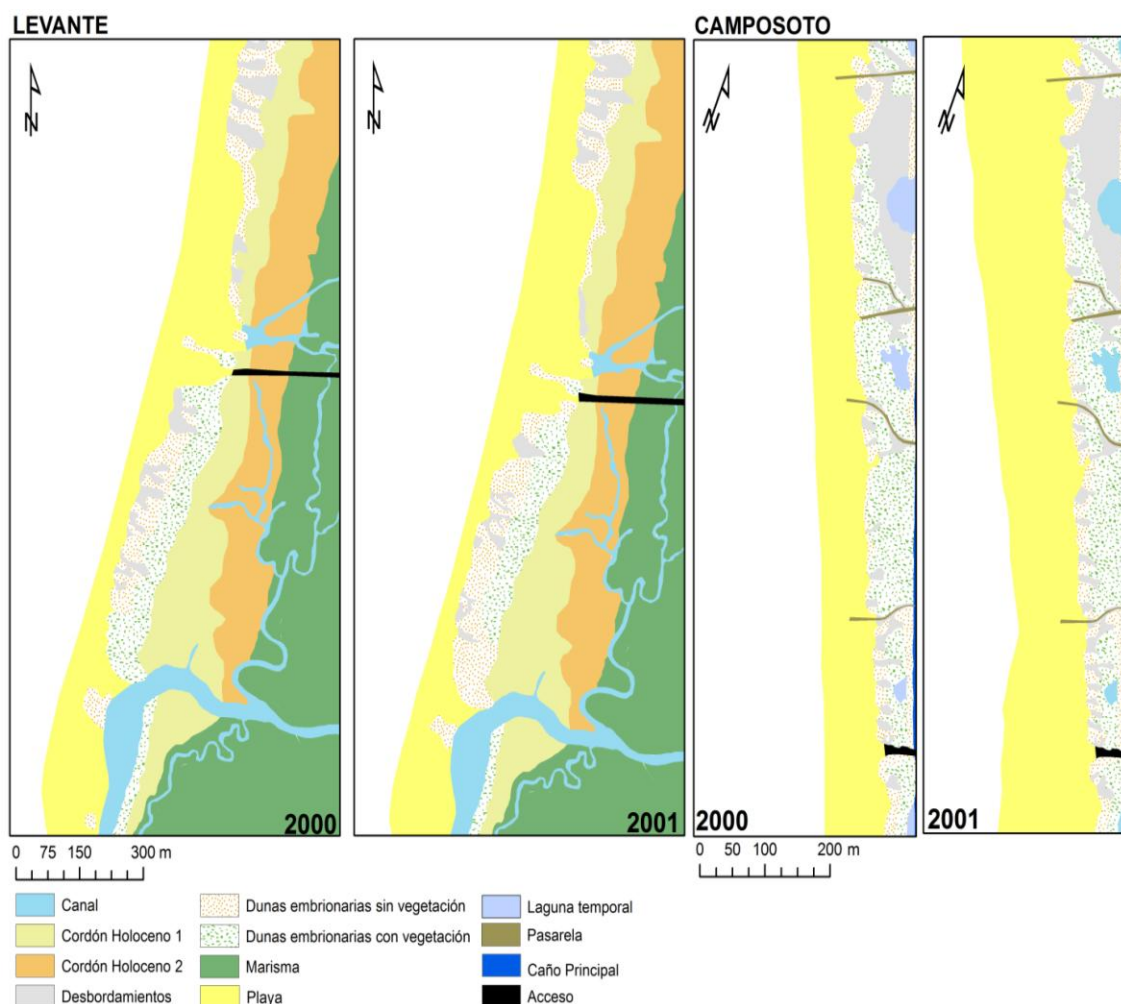 LEVANTE
CAMPOSOTO
N
N
N
N
2000
2001
2000
2001
0 75 150 300 m
0 50 100 200 m
Canal
Cordón Holoceno 1
Cordón Holoceno 2
Desbordamientos
Dunas embrionarias sin vegetación
Dunas embrionarias con vegetación
Marisma
Playa
Laguna temporal
Pasarela
Caño Principal
Acceso